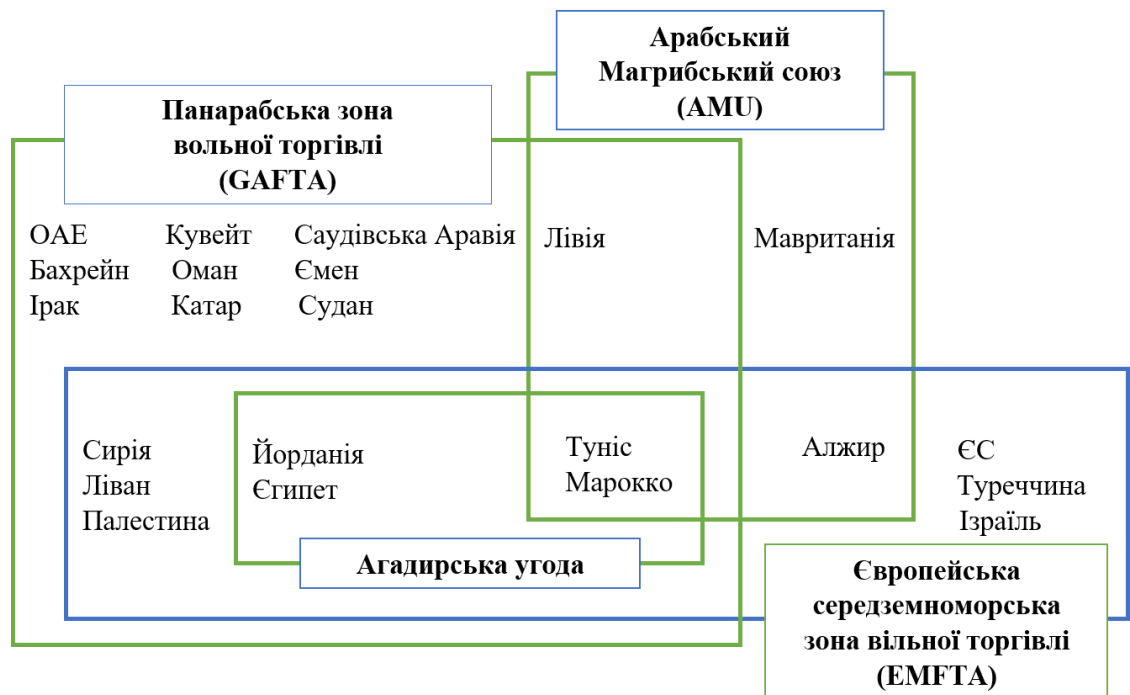 Арабський
Магрибський союз
(AMU)
Панарабська зона
вольної торгівлі
(GAFTA)
ОАЕ Кувейт Саудівська Аравія Лівія Мавританія
Бахрейн Оман Ємен
Ірак Катар Судан
Сирія Йорданія Туніс Алжир ЄС
Ліван Єгипет Марокко Туреччина
Палестина Ізраїль
Агадирська угода
Європейська
середземноморська
зона вільної торгівлі
(EMFTA)